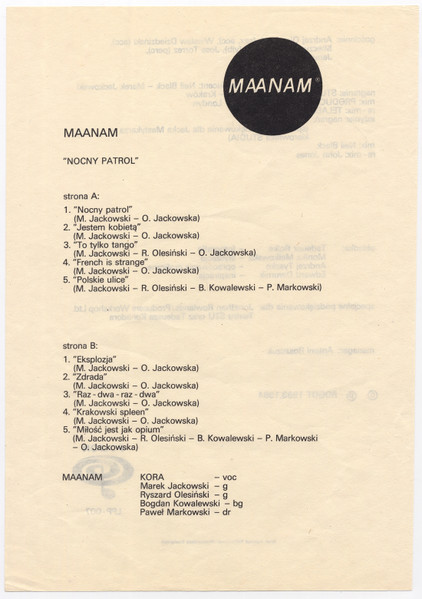 MAANAM®
MAANAM
"NOCNY PATROL"
strona A:
1. "Nocny patrol"
(M. Jackowski – O. Jackowska)
2. "Jestem kobietą"
(M. Jackowski – O. Jackowska)
3. "To tylko tango"
(M. Jackowski – R. Olesiński – O. Jackowska)
4. "French is strange"
(M. Jackowski – O. Jackowska)
5. "Polskie ulice"
(M. Jackowski – R. Olesiński – B. Kowalewski – P. Markowski)
strona B:
1. "Eksplozja"
(M. Jackowski – O. Jackowska)
2. "Zdrada"
(M. Jackowski – O. Jackowska)
3. "Raz - dwa - raz - dwa"
(M. Jackowski – O. Jackowska)
4. "Krakowski spleen"
(M. Jackowski – O. Jackowska)
5. "Miłość jest jak opium"
(M. Jackowski – R. Olesiński – B. Kowalewski – P. Markowski
– O. Jackowska)
MAANAM KORA – voc
Marek Jackowski – g
Ryszard Olesiński – g
Bogdan Kowalewski – bg
Paweł Markowski – dr